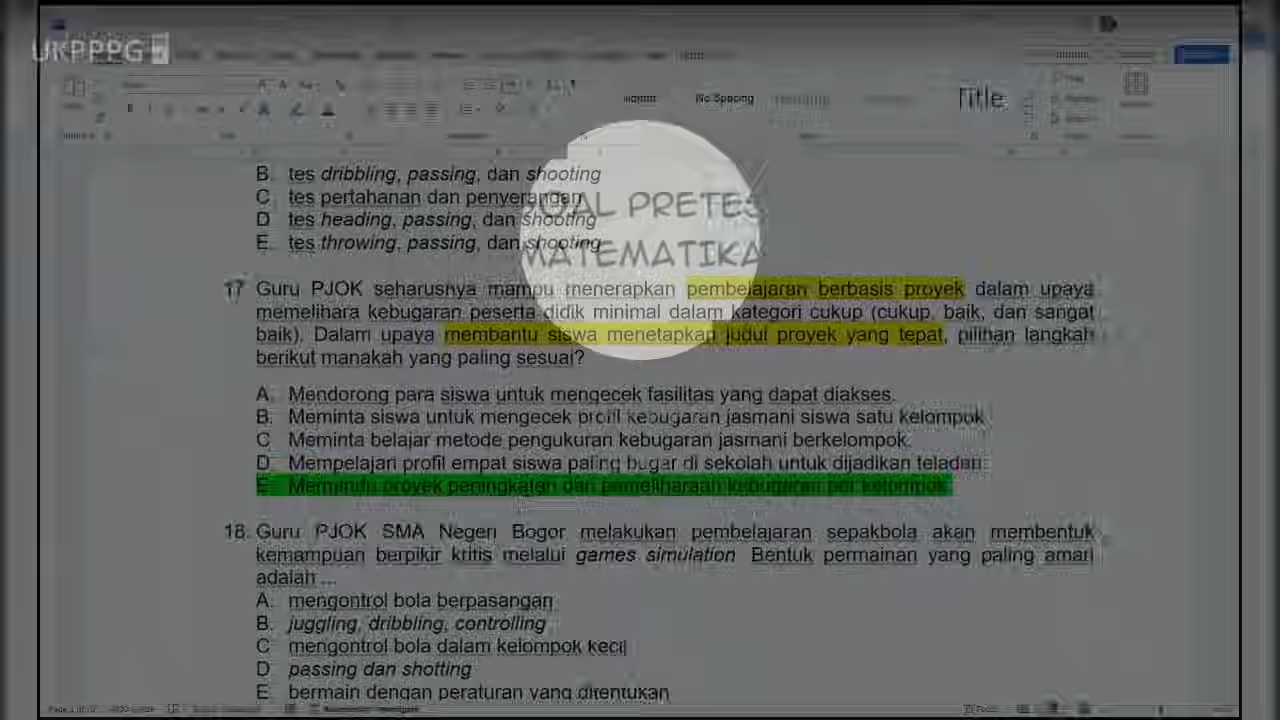 UKPPPG
No Spacing
Title
B. tes dribbling, passing, dan shooting
C. tes pertahanan dan penyerangan
D. tes heading, passing, dan shooting
E. tes throwing, passing, dan shooting
SOAL PRETES
MATEMATIKA
17 Guru PJOK seharusnya mampu menerapkan pembelajaran berbasis proyek dalam upaya
memelihara kebugaran peserta didik minimal dalam kategori cukup (cukup, baik, dan sangat
baik). Dalam upaya membantu siswa menetapkan judul proyek yang tepat, pilihan langkah
berikut manakah yang paling sesuai?
A. Mendorong para siswa untuk mengecek fasilitas yang dapat diakses.
B. Meminta siswa untuk mengecek profil kebugaran jasmani siswa satu kelompok
C. Meminta belajar metode pengukuran kebugaran jasmani berkelompok.
D. Mempelajari profil empat siswa paling bugar di sekolah untuk dijadikan teladan
E. proyek peningkatan dan pemeliharaan kebugaran per kelompok
18. Guru PJOK SMA Negeri Bogor melakukan pembelajaran sepakbola akan membentuk
kemampuan berpikir kritis melalui games simulation Bentuk permainan yang paling aman
adalah ...
A. mengontrol bola berpasangan
B. juggling, dribbling, controlling
C mengontrol bola dalam kelompok kecil
D passing dan shotting
E. bermain dengan peraturan yang ditentukan